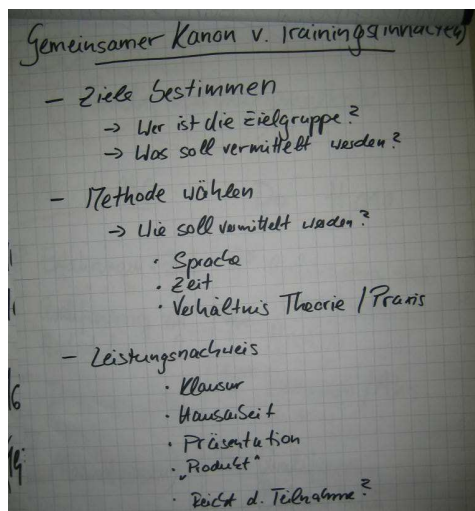 Gemeinsamer Kanon v. Trainingsinhalten
- Ziele bestimmen
→ Wer ist die Zielgruppe?
→ Was soll vermittelt werden?
- Methode wählen
→ Wie soll vermittelt werden?
· Sprache
· Zeit
· Verhältnis Theorie / Praxis
- Leistungsnachweis
· Klausur
· Hausarbeit
· Präsentation
· „Produkt“
· Reicht d. Teilnahme?